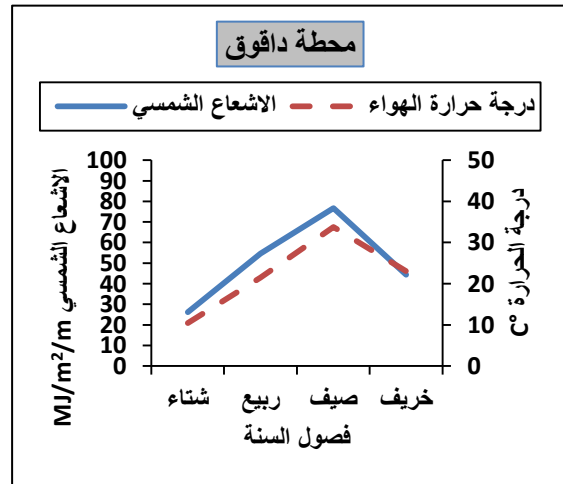 محطة داقوق
الاشعاع الشمسي درجة حرارة الهواء
الاشعاع الشمسي MJ/m²/m
100
90
80
70
60
50
40
30
20
10
0
50
40
30
20
10
0
درجة الحرارة C°
شتاء ربيع صيف خريف
فصول السنة